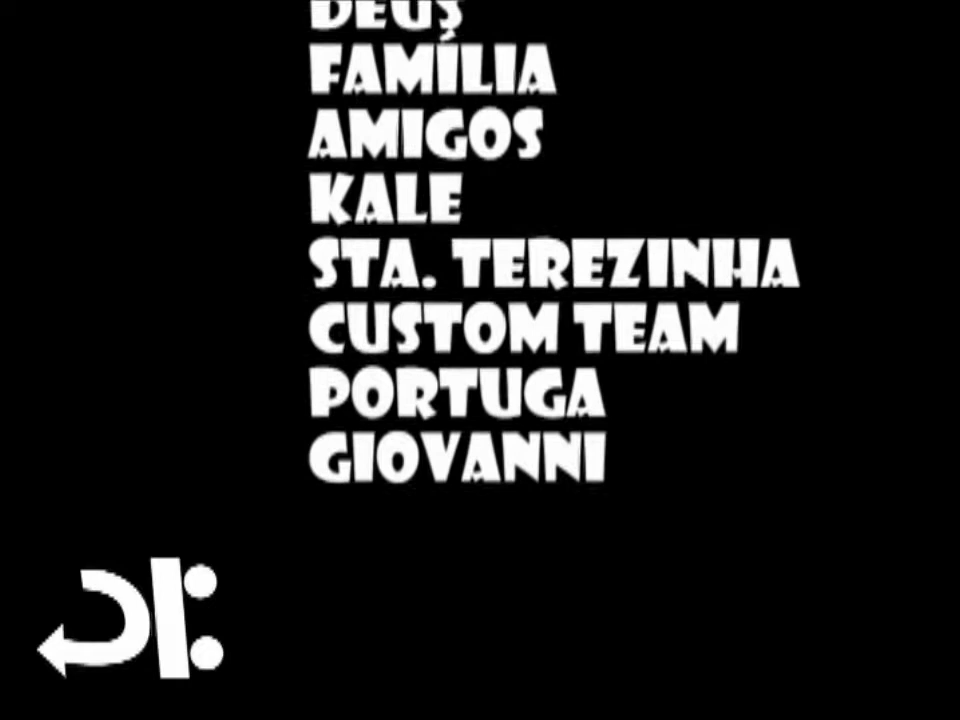 DEUS
FAMÍLIA
AMIGOS
KALE
STA. TEREZINHA
CUSTOM TEAM
PORTUGA
GIOVANNI